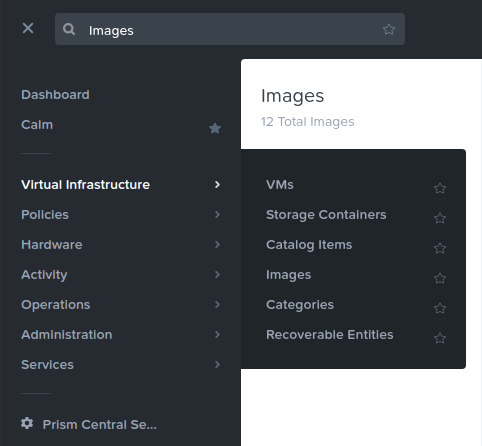 Images
Dashboard
Calm
Virtual Infrastructure
Policies
Hardware
Activity
Operations
Administration
Services
Prism Central Se...
Images
12 Total Images
VMs
Storage Containers
Catalog Items
Images
Categories
Recoverable Entities